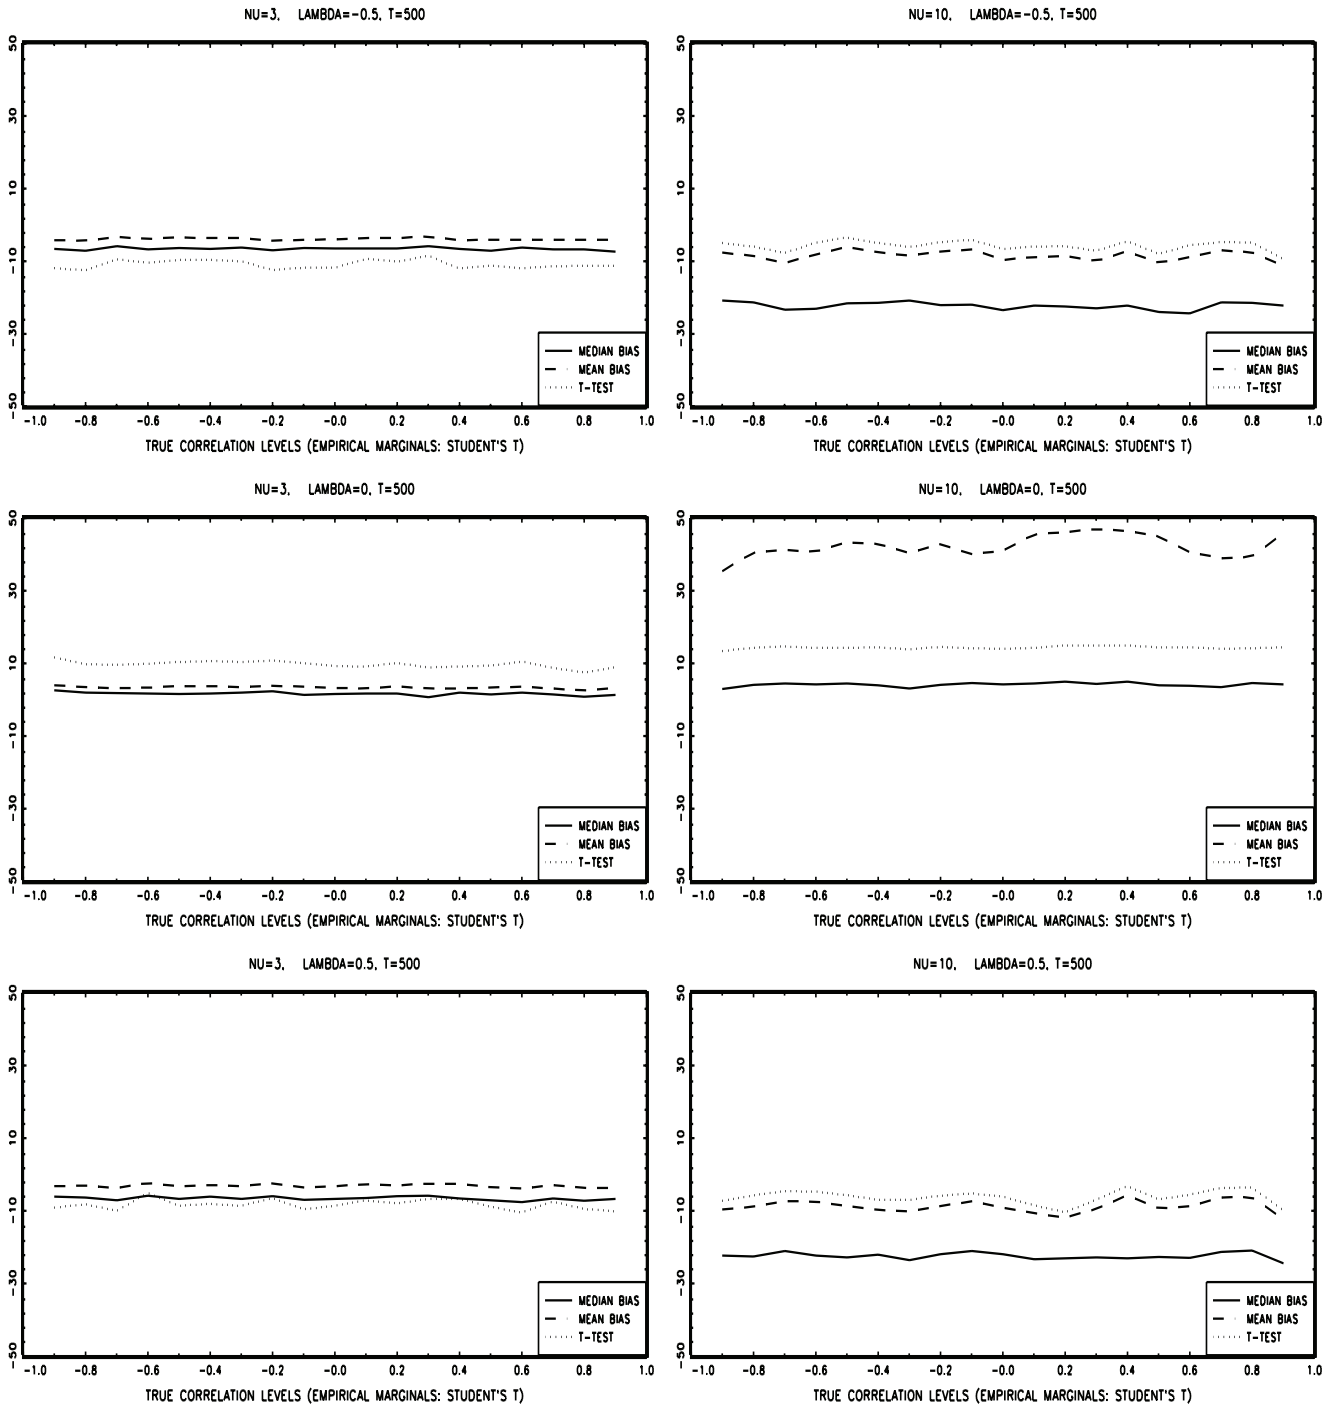 NU=3, LAMBDA=-0.5, T=500
50
30
10
-10
-30
-50
MEDIAN BIAS
MEAN BIAS
T-TEST
-1.0 -0.8 -0.6 -0.4 -0.2 -0.0 0.2 0.4 0.6 0.8 1.0
TRUE CORRELATION LEVELS (EMPIRICAL MARGINALS: STUDENT'S T)
NU=10, LAMBDA=-0.5, T=500
50
30
10
-10
-30
-50
MEDIAN BIAS
MEAN BIAS
T-TEST
-1.0 -0.8 -0.6 -0.4 -0.2 -0.0 0.2 0.4 0.6 0.8 1.0
TRUE CORRELATION LEVELS (EMPIRICAL MARGINALS: STUDENT'S T)
NU=3, LAMBDA=0, T=500
50
30
10
-10
-30
-50
MEDIAN BIAS
MEAN BIAS
T-TEST
-1.0 -0.8 -0.6 -0.4 -0.2 -0.0 0.2 0.4 0.6 0.8 1.0
TRUE CORRELATION LEVELS (EMPIRICAL MARGINALS: STUDENT'S T)
NU=10, LAMBDA=0, T=500
50
30
10
-10
-30
-50
MEDIAN BIAS
MEAN BIAS
T-TEST
-1.0 -0.8 -0.6 -0.4 -0.2 -0.0 0.2 0.4 0.6 0.8 1.0
TRUE CORRELATION LEVELS (EMPIRICAL MARGINALS: STUDENT'S T)
NU=3, LAMBDA=0.5, T=500
50
30
10
-10
-30
-50
MEDIAN BIAS
MEAN BIAS
T-TEST
-1.0 -0.8 -0.6 -0.4 -0.2 -0.0 0.2 0.4 0.6 0.8 1.0
TRUE CORRELATION LEVELS (EMPIRICAL MARGINALS: STUDENT'S T)
NU=10, LAMBDA=0.5, T=500
50
30
10
-10
-30
-50
MEDIAN BIAS
MEAN BIAS
T-TEST
-1.0 -0.8 -0.6 -0.4 -0.2 -0.0 0.2 0.4 0.6 0.8 1.0
TRUE CORRELATION LEVELS (EMPIRICAL MARGINALS: STUDENT'S T)